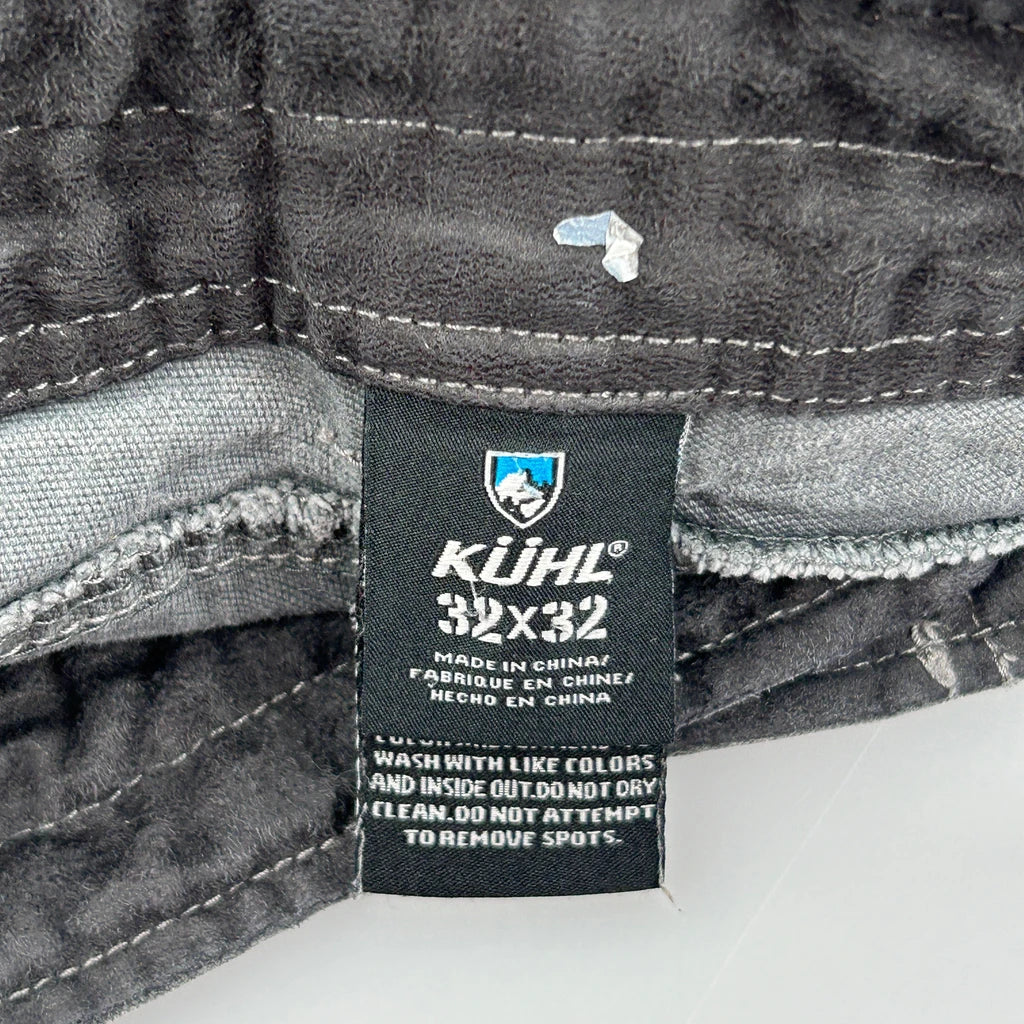 KÜHL®
32X32
MADE IN CHINA/
FABRIQUE EN CHINE/
HECHO EN CHINA
WASH WITH LIKE COLORS
AND INSIDE OUT.DO NOT DRY
CLEAN.DO NOT ATTEMPT
TO REMOVE SPOTS.